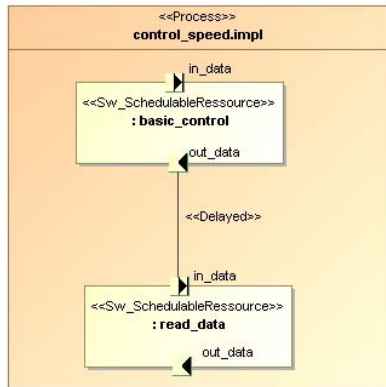 <<Process>>
control_speed.impl
in_data
<<Sw_SchedulableRessource>>
: basic_control
out_data
<<Delayed>>
in_data
<<Sw_SchedulableRessource>>
: read_data
out_data